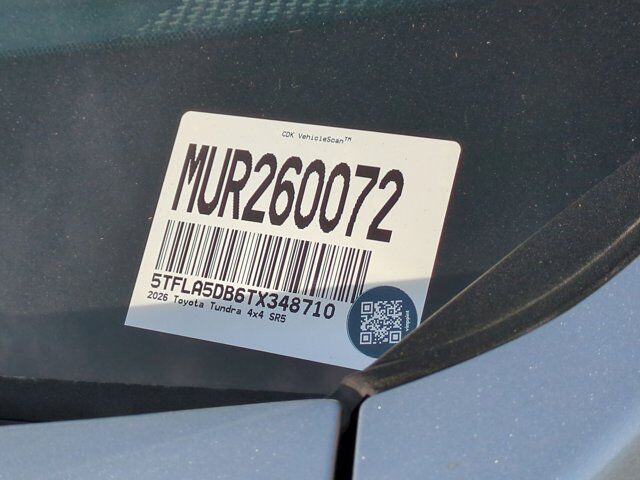 CDK VehicleScan™
MUR260072
5TFLA5DB6TX348710
2026 Toyota Tundra 4x4 SR5